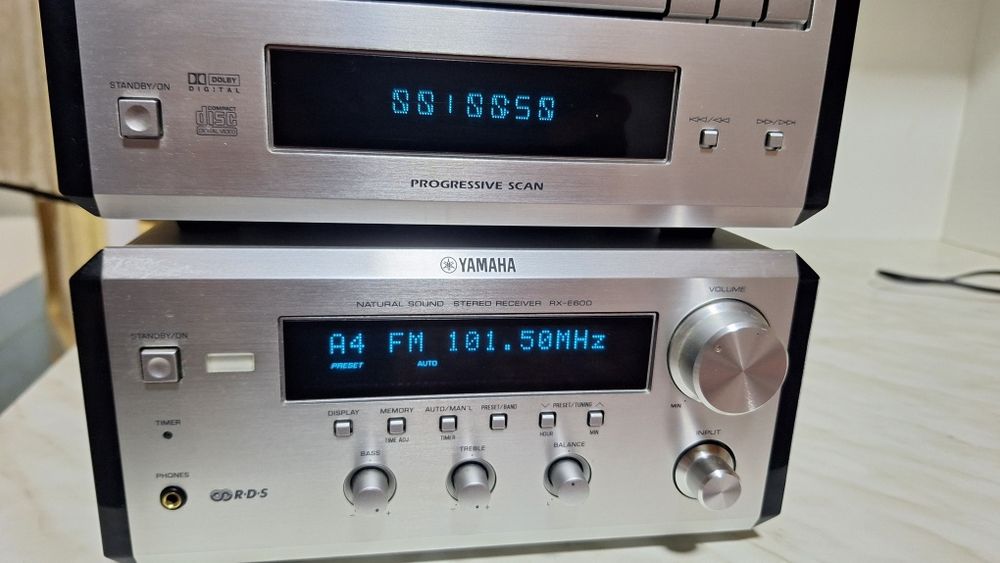 STANDBY/ON
DOLBY
DIGITAL
COMPACT
disc
DIGITAL VIDEO
0010050
PROGRESSIVE SCAN
YAMAHA
NATURAL SOUND STEREO RECEIVER RX-E600
VOLUME
STANDBY/ON
A4 FM 101.50MHz
PRESET AUTO
MIN
DISPLAY MEMORY AUTO/MAN'L PRESET/BAND PRESET/TUNING
TIME ADJ TIMER HOUR MIN
TIMER
BASS TREBLE BALANCE INPUT
- + - +
PHONES
R·D·S